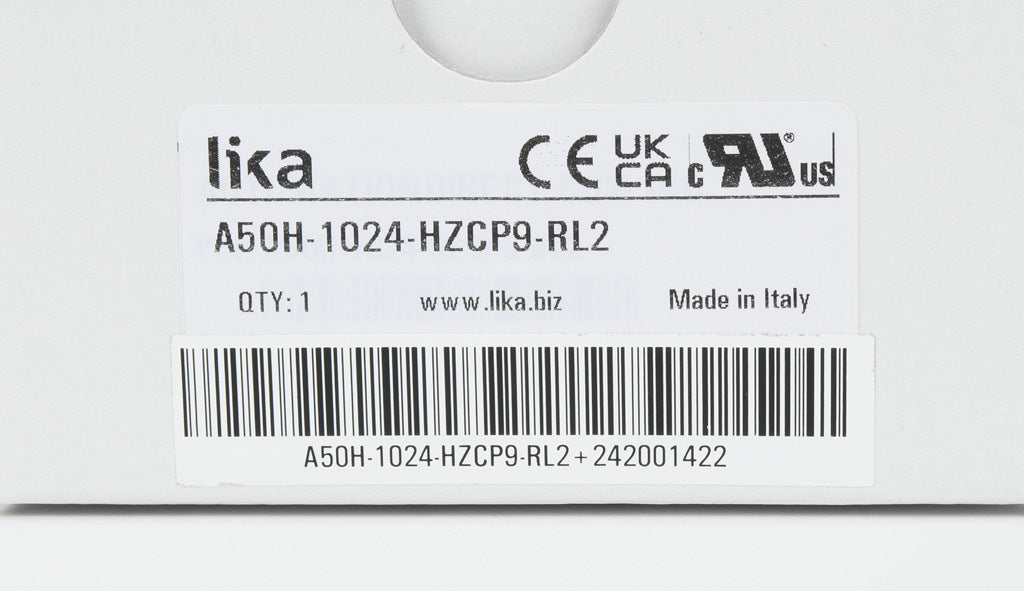 lika CE UK CA c RU ® US
A50H-1024-HZCP9-RL2
QTY: 1 www.lika.biz Made in Italy
A50H-1024-HZCP9-RL2+242001422